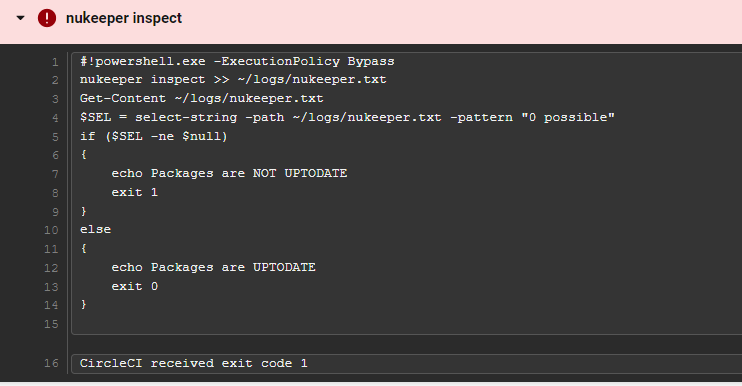 nukeeper inspect
1 #!powershell.exe -ExecutionPolicy Bypass
2 nukeeper inspect >> ~/logs/nukeeper.txt
3 Get-Content ~/logs/nukeeper.txt
4 $SEL = select-string -path ~/logs/nukeeper.txt -pattern "0 possible"
5 if ($SEL -ne $null)
6 {
7     echo Packages are NOT UPTODATE
8     exit 1
9 }
10 else
11 {
12     echo Packages are UPTODATE
13     exit 0
14 }
15
16 CircleCI received exit code 1